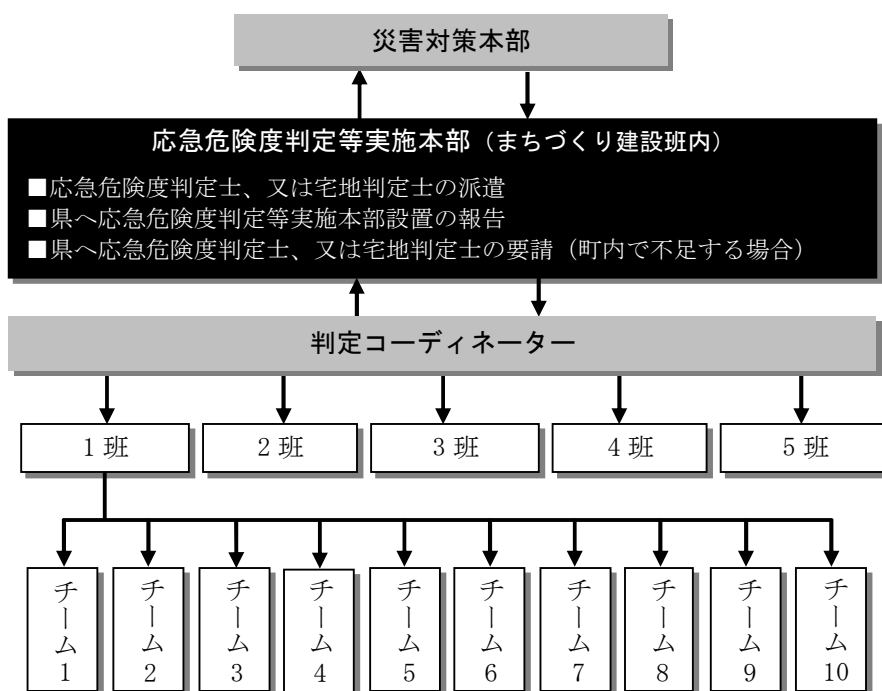 災害対策本部
応急危険度判定等実施本部（まちづくり建設班内）
■応急危険度判定士、又は宅地判定士の派遣
■県へ応急危険度判定等実施本部設置の報告
■県へ応急危険度判定士、又は宅地判定士の要請（町内で不足する場合）
判定コーディネーター
1班
2班
3班
4班
5班
チーム1
チーム2
チーム3
チーム4
チーム5
チーム6
チーム7
チーム8
チーム9
チーム10